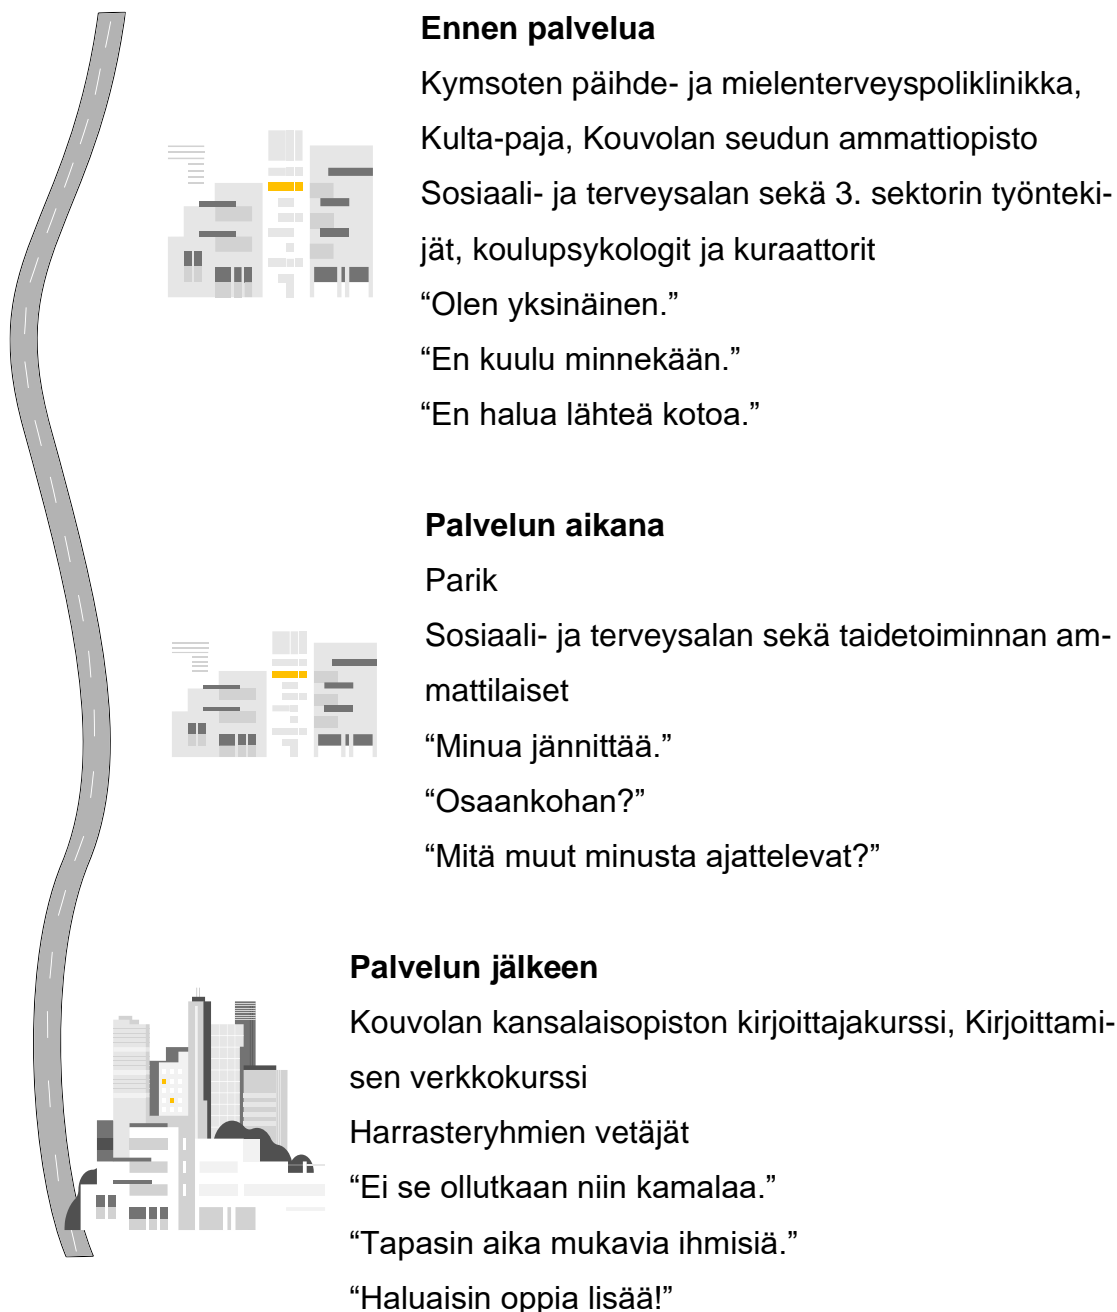 Ennen palvelua
Kymsoten päihde- ja mielenterveyspoliklinikka,
Kulta-paja, Kouvolan seudun ammattiopisto
Sosiaali- ja terveysalan sekä 3. sektorin työnteki-
jät, koulupsykologit ja kuraattorit
“Olen yksinäinen.”
“En kuulu minnekään.”
“En halua lähteä kotoa.”
Palvelun aikana
Parik
Sosiaali- ja terveysalan sekä taidetoiminnan am-
mattilaiset
“Minua jännittää.”
“Osaankohan?”
“Mitä muut minusta ajattelevat?”
Palvelun jälkeen
Kouvolan kansalaisopiston kirjoittajakurssi, Kirjoittami-
sen verkkokurssi
Harrasteryhmien vetäjät
“Ei se ollutkaan niin kamalaa.”
“Tapasin aika mukavia ihmisiä.”
“Haluaisin oppia lisää!”